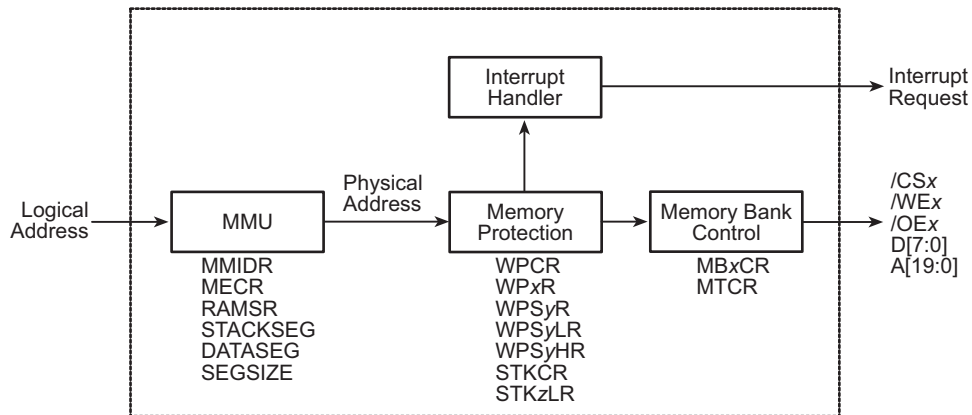 Interrupt
Handler
Interrupt
Request
Logical
Address
MMU
Physical
Address
Memory
Protection
Memory Bank
Control
/CSx
/WEx
/OEx
D[7:0]
A[19:0]
MMIDR
MECR
RAMSR
STACKSEG
DATASEG
SEGSIZE
WPCR
WPxR
WPSyR
WPSyLR
WPSyHR
STKCR
STKzLR
MBxCR
MTCR